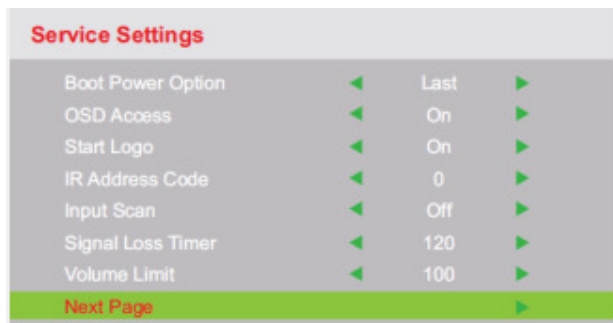 Service Settings
Boot Power Option Last
OSD Access On
Start Logo On
IR Address Code 0
Input Scan Off
Signal Loss Timer 120
Volume Limit 100
Next Page